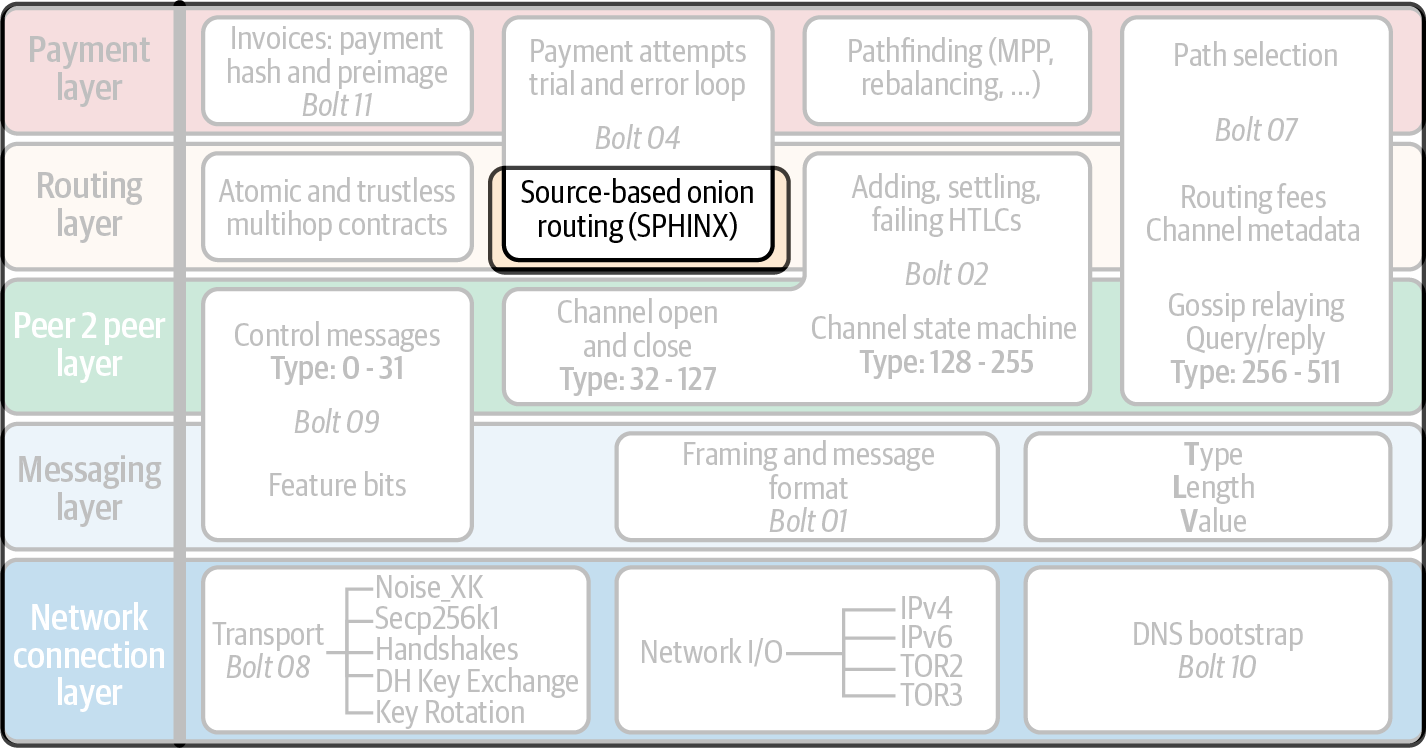 Payment
layer
Invoices: payment
hash and preimage
Bolt 11
Payment attempts
trial and error loop
Bolt 04
Pathfinding (MPP,
rebalancing, ...)
Path selection
Bolt 07
Routing fees
Channel metadata
Gossip relaying
Query/reply
Type: 256 - 511
Routing
layer
Atomic and trustless
multihop contracts
Source-based onion
routing (SPHINX)
Adding, settling,
failing HTLCs
Bolt 02
Channel state machine
Type: 128 - 255
Peer 2 peer
layer
Control messages
Type: 0 - 31
Bolt 09
Feature bits
Channel open
and close
Type: 32 - 127
Messaging
layer
Framing and message
format
Bolt 01
Type
Length
Value
Network
connection
layer
Transport
Bolt 08
Noise_XK
Secp256k1
Handshakes
DH Key Exchange
Key Rotation
Network I/O
IPv4
IPv6
TOR2
TOR3
DNS bootstrap
Bolt 10